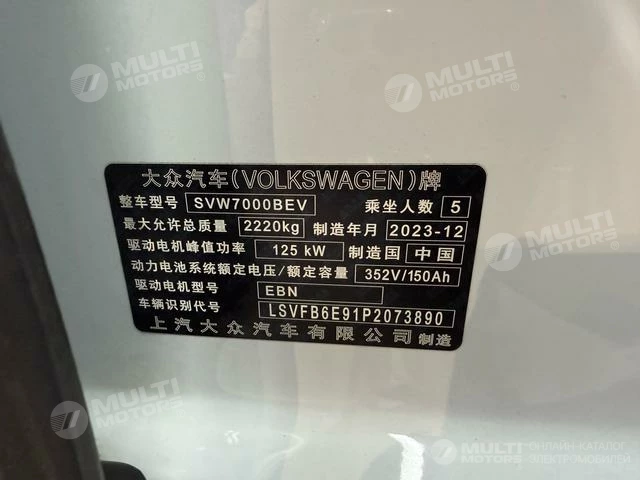 MULTI
MOTORS
MULTI
MOTORS
大众汽车(VOLKSWAGEN)牌
整车型号 SVW7000BEV 乘坐人数 5
最大允许总质量 2220kg 制造年月 2023-12
驱动电机峰值功率 125 kW 制造国 中国
动力电池系统额定电压/额定容量 352V/150Ah
驱动电机型号 EBN
车辆识别代号 LSVFB6E91P2073890
上汽大众汽车有限公司 制造
MULTI
MOTORS
MULTI
MOTORS
MULTI
MOTORS
ОНЛАЙН-КАТАЛОГ
ЭЛЕКТРОМОБИЛЕЙ